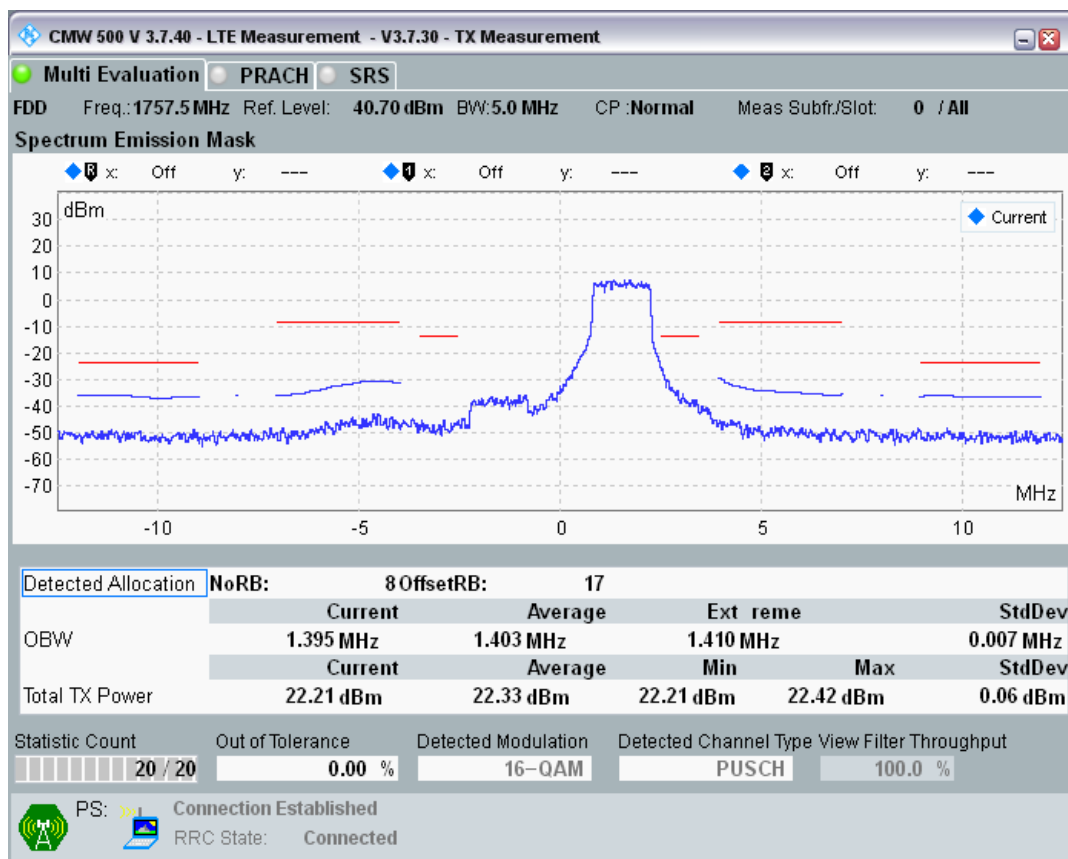 CMW 500 V 3.7.40 - LTE Measurement - V3.7.30 - TX Measurement
Multi Evaluation PRACH SRS
FDD Freq.: 1757.5 MHz Ref. Level: 40.70 dBm BW: 5.0 MHz CP : Normal Meas Subfr./Slot: 0 / All
Spectrum Emission Mask
R x: Off y: --- 1 x: Off y: --- 2 x: Off y: ---
dBm
Current
30
20
10
0
-10
-20
-30
-40
-50
-60
-70
MHz
-10 -5 0 5 10
Detected Allocation NoRB: 8 OffsetRB: 17
Current Average Ext reme StdDev
OBW 1.395 MHz 1.403 MHz 1.410 MHz 0.007 MHz
Current Average Min Max StdDev
Total TX Power 22.21 dBm 22.33 dBm 22.21 dBm 22.42 dBm 0.06 dBm
Statistic Count Out of Tolerance Detected Modulation Detected Channel Type View Filter Throughput
20 / 20 0.00 % 16-QAM PUSCH 100.0 %
PS: Connection Established
RRC State: Connected